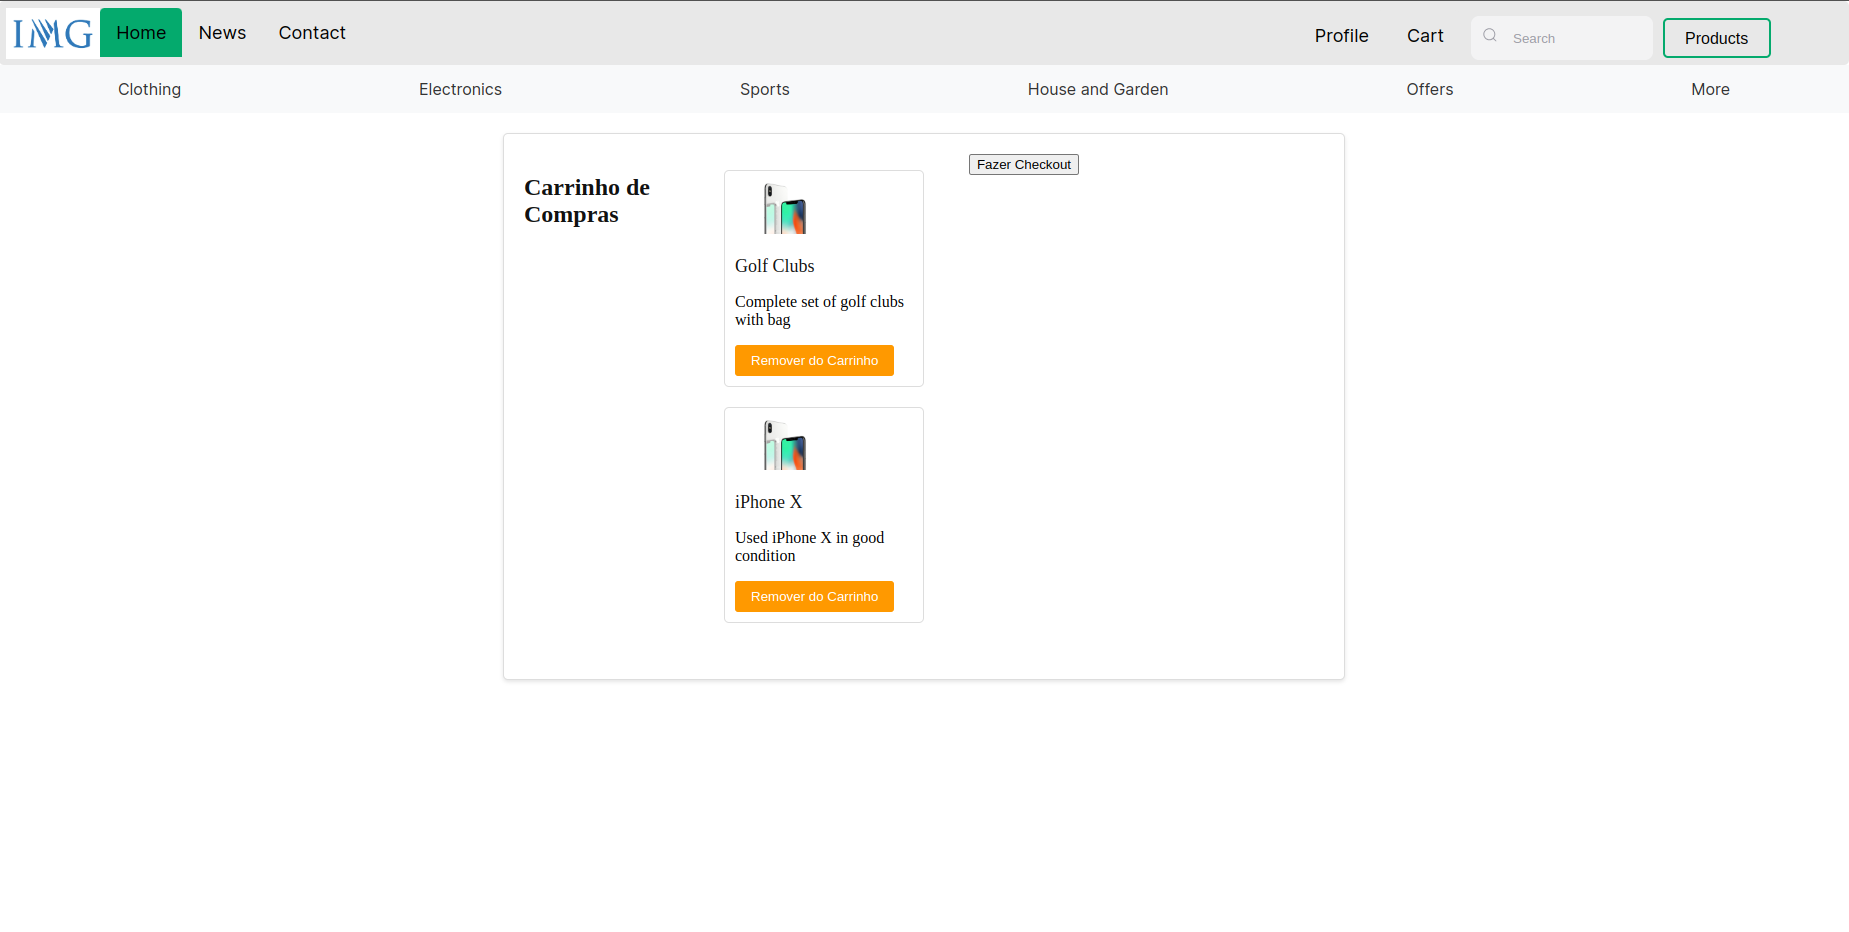 IMG
Home
News
Contact
Profile
Cart
Search
Products
Clothing
Electronics
Sports
House and Garden
Offers
More
Carrinho de
Compras
Golf Clubs
Complete set of golf clubs
with bag
Remover do Carrinho
iPhone X
Used iPhone X in good
condition
Remover do Carrinho
Fazer Checkout